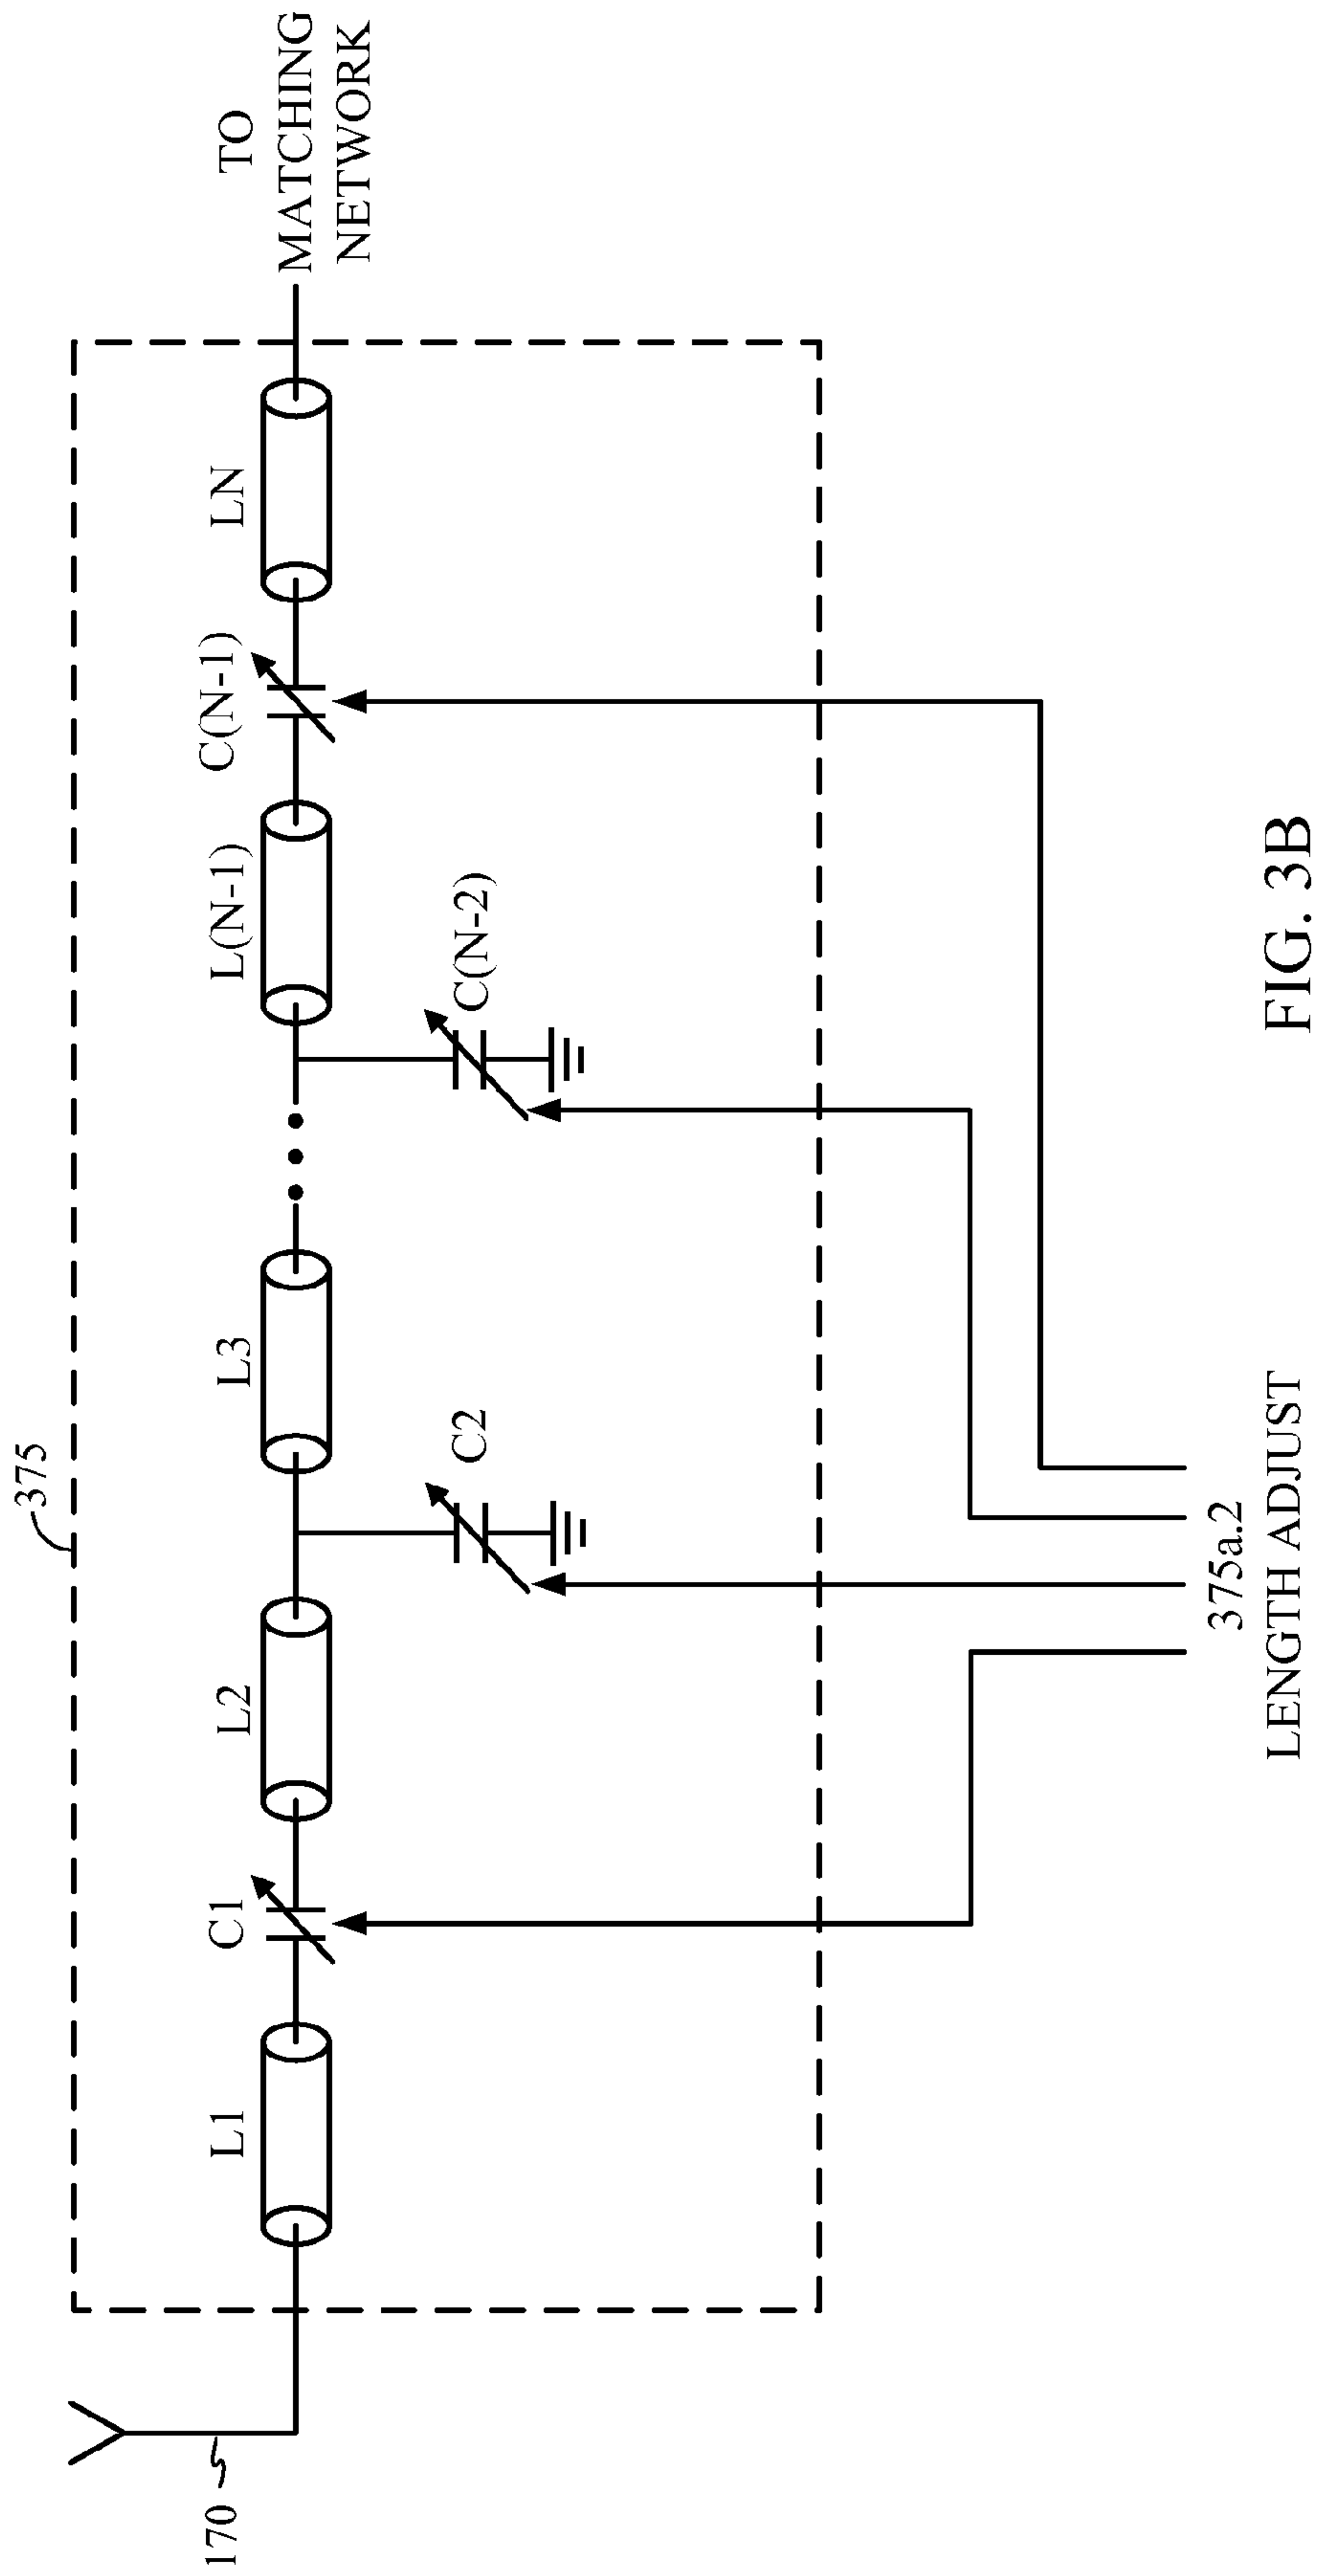 375
TO
MATCHING
NETWORK
L1
C1
L2
L3
L(N-1)
C(N-1)
LN
170
C2
C(N-2)
375a.2
LENGTH ADJUST
FIG. 3B